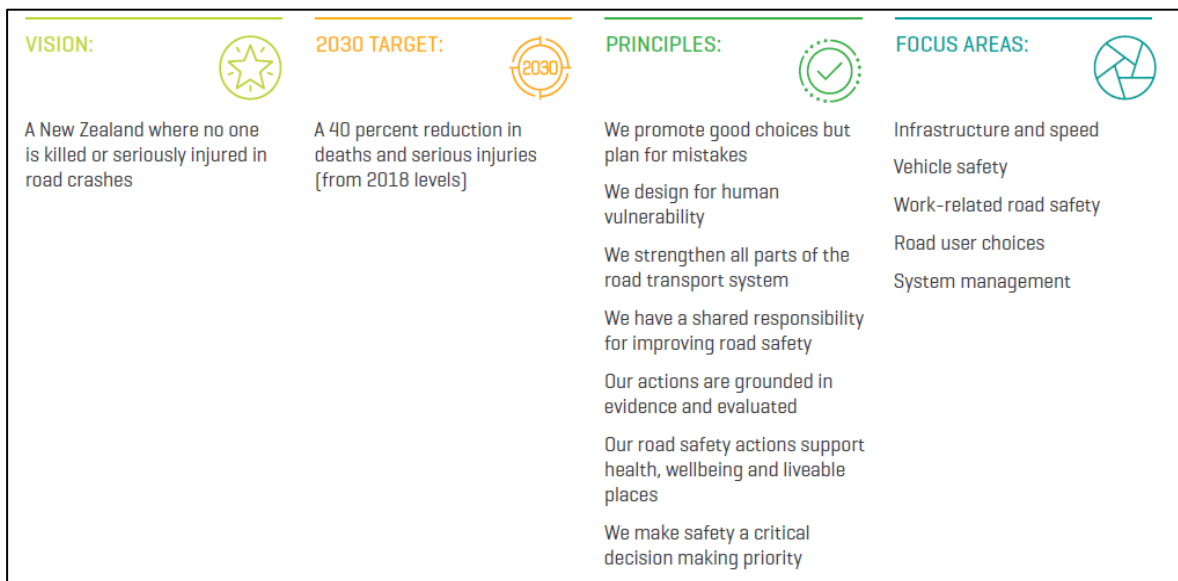 VISION:
A New Zealand where no one
is killed or seriously injured in
road crashes
2030 TARGET:
2030
A 40 percent reduction in
deaths and serious injuries
(from 2018 levels)
PRINCIPLES:
We promote good choices but
plan for mistakes
We design for human
vulnerability
We strengthen all parts of the
road transport system
We have a shared responsibility
for improving road safety
Our actions are grounded in
evidence and evaluated
Our road safety actions support
health, wellbeing and liveable
places
We make safety a critical
decision making priority
FOCUS AREAS:
Infrastructure and speed
Vehicle safety
Work-related road safety
Road user choices
System management